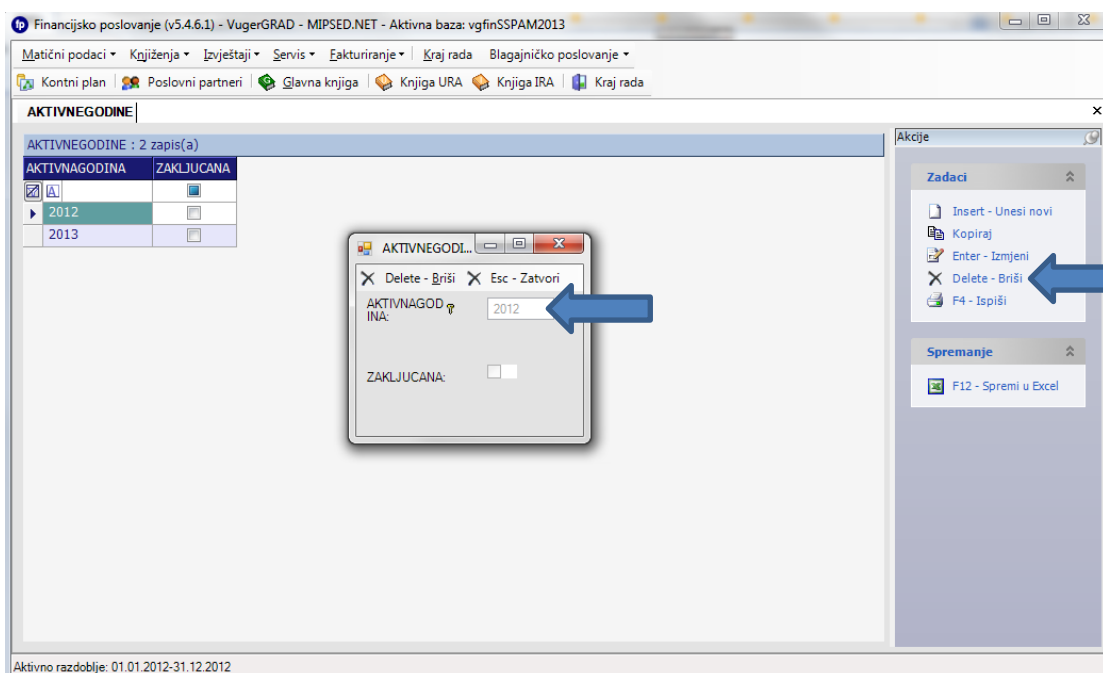 fp Financijsko poslovanje (v5.4.6.1) - VugerGRAD - MIPSED.NET - Aktivna baza: vgfinSSPAM2013
Matični podaci Knjiženja Izvještaji Servis Fakturiranje Kraj rada Blagajničko poslovanje
Kontni plan Poslovni partneri Glavna knjiga Knjiga URA Knjiga IRA Kraj rada
AKTIVNEGODINE
AKTIVNEGODINE : 2 zapis(a)
AKTIVNAGODINA ZAKLJUCANA
A
2012
2013
AKTIVNEGODI...
Delete - Briši Esc - Zatvori
AKTIVNAGOD
INA:
2012
ZAKLJUCANA:
Akcije
Zadaci
Insert - Unesi novi
Kopiraj
Enter - Izmjeni
Delete - Briši
F4 - Ispiši
Spremanje
F12 - Spremi u Excel
Aktivno razdoblje: 01.01.2012-31.12.2012